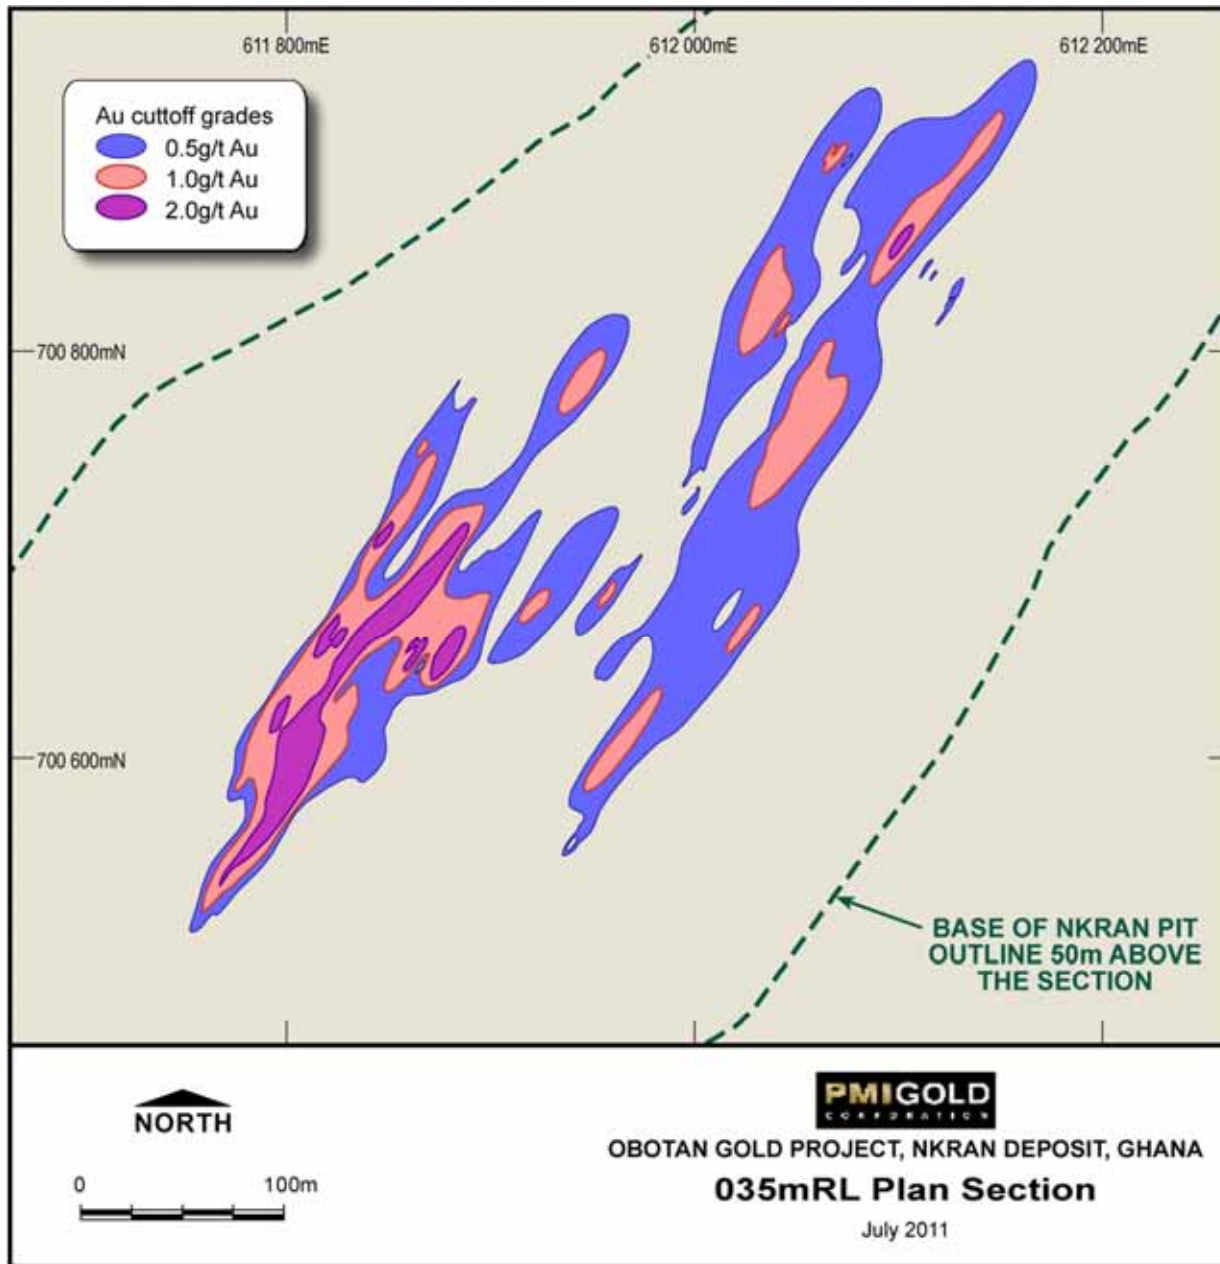 611 800mE
612 000mE
612 200mE
Au cuttoff grades
0.5g/t Au
1.0g/t Au
2.0g/t Au
700 800mN
700 600mN
BASE OF NKRAN PIT
OUTLINE 50m ABOVE
THE SECTION
NORTH
0 100m
PMIGOLD
CORPORATION
OBOTAN GOLD PROJECT, NKRAN DEPOSIT, GHANA
035mRL Plan Section
July 2011